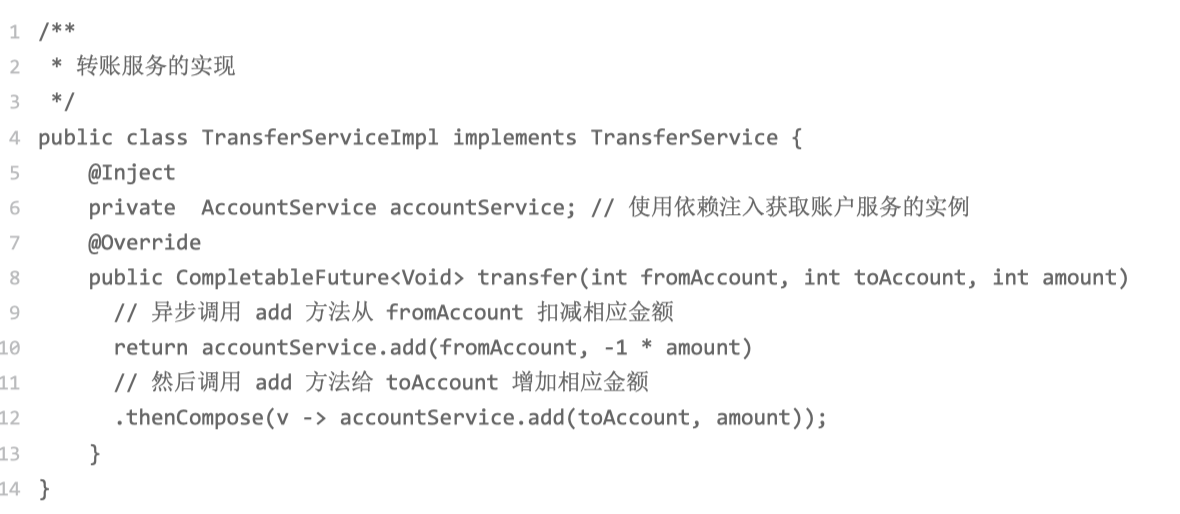 1 /**
2  * 转账服务的实现
3  */
4 public class TransferServiceImpl implements TransferService {
5     @Inject
6     private  AccountService accountService; // 使用依赖注入获取账户服务的实例
7     @Override
8     public CompletableFuture<Void> transfer(int fromAccount, int toAccount, int amount)
9       // 异步调用 add 方法从 fromAccount 扣减相应金额
10       return accountService.add(fromAccount, -1 * amount)
11       // 然后调用 add 方法给 toAccount 增加相应金额
12       .thenCompose(v -> accountService.add(toAccount, amount));
13     }
14 }